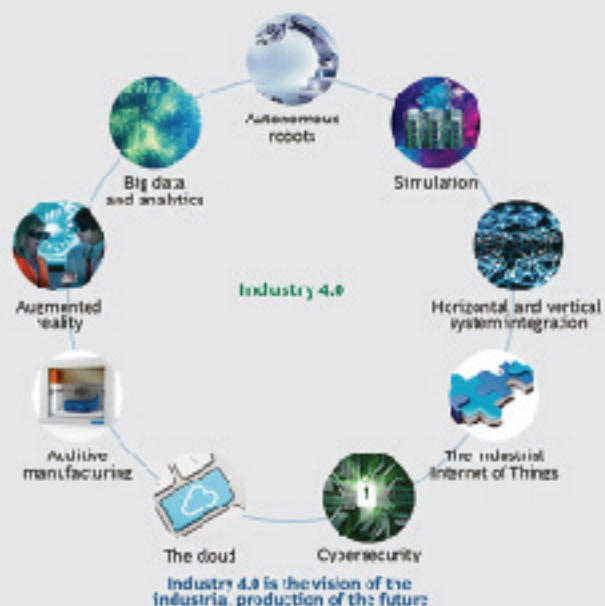 Autonomous
robots
Simulation
Horizontal and vertical
system integration
The Industrial
Internet of Things
Cybersecurity
The cloud
Additive
manufacturing
Augmented
reality
Big data
and analytics
Industry 4.0
Industry 4.0 is the vision of the
industrial production of the future